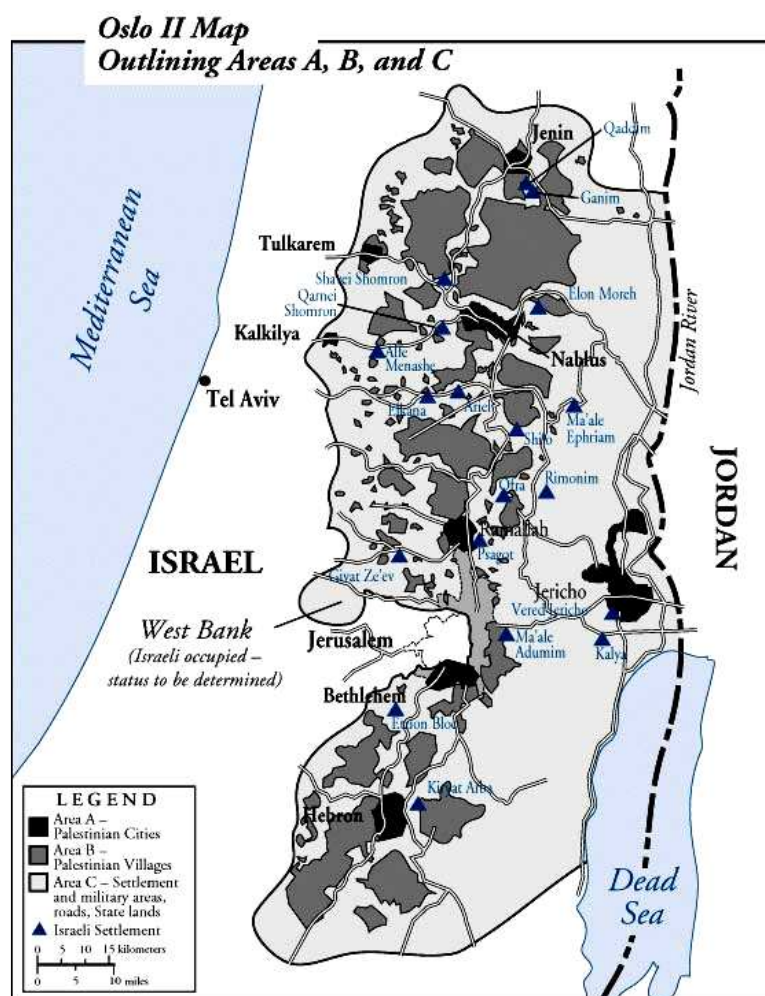 Oslo II Map
Outlining Areas A, B, and C
Jenin
Qadim
Ganim
Tulkarem
Mediterranean
Sea
Sha'rei Shomron
Qarnei
Shomron
Elon Moreh
Jordan River
Kalkilya
Nablus
Alfe
Menashe
Tel Aviv
Elkana
Ariel
Ma'ale
Ephriam
Shilo
JORDAN
Ofra
Rimonim
Ramallah
Psagot
ISRAEL
Givat Ze'ev
Jericho
Vered Jericho
West Bank
(Israeli occupied –
status to be determined)
Jerusalem
Ma'ale
Adumim
Kalya
Bethlehem
Etzion Bloc
Kiryat Arba
Hebron
Dead
Sea
LEGEND
Area A –
Palestinian Cities
Area B –
Palestinian Villages
Area C – Settlement
and military areas,
roads, State lands
Israeli Settlement
0 5 10 15 kilometers
0 5 10 miles